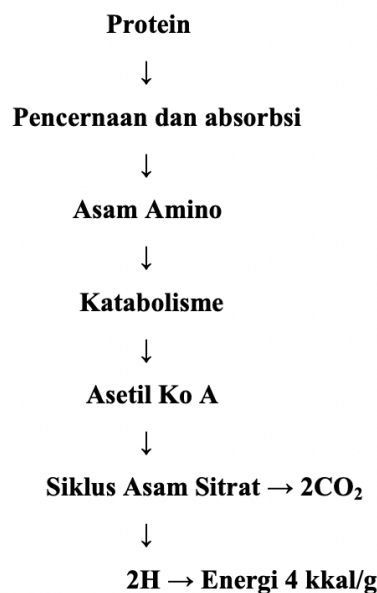 Protein
↓
Pencernaan dan absorbsi
↓
Asam Amino
↓
Katabolisme
↓
Asetil Ko A
↓
Siklus Asam Sitrat → 2CO₂
↓
2H → Energi 4 kkal/g